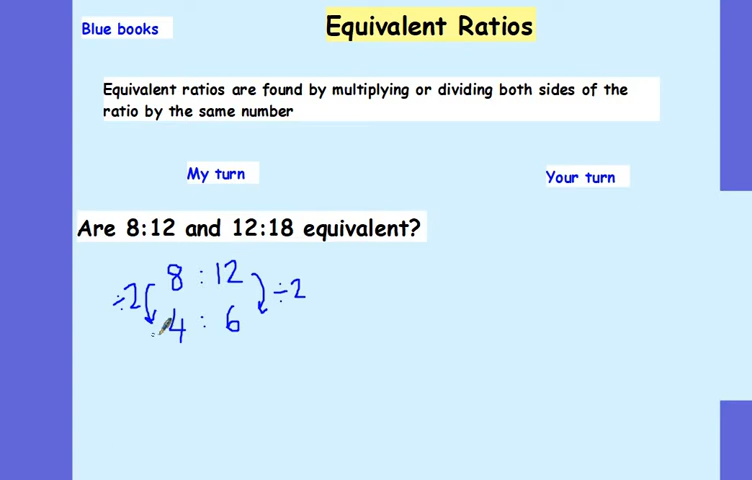 Blue books
Equivalent Ratios
Equivalent ratios are found by multiplying or dividing both sides of the
ratio by the same number
My turn
Your turn
Are 8:12 and 12:18 equivalent?
8 : 12
÷2 ÷2
4 : 6